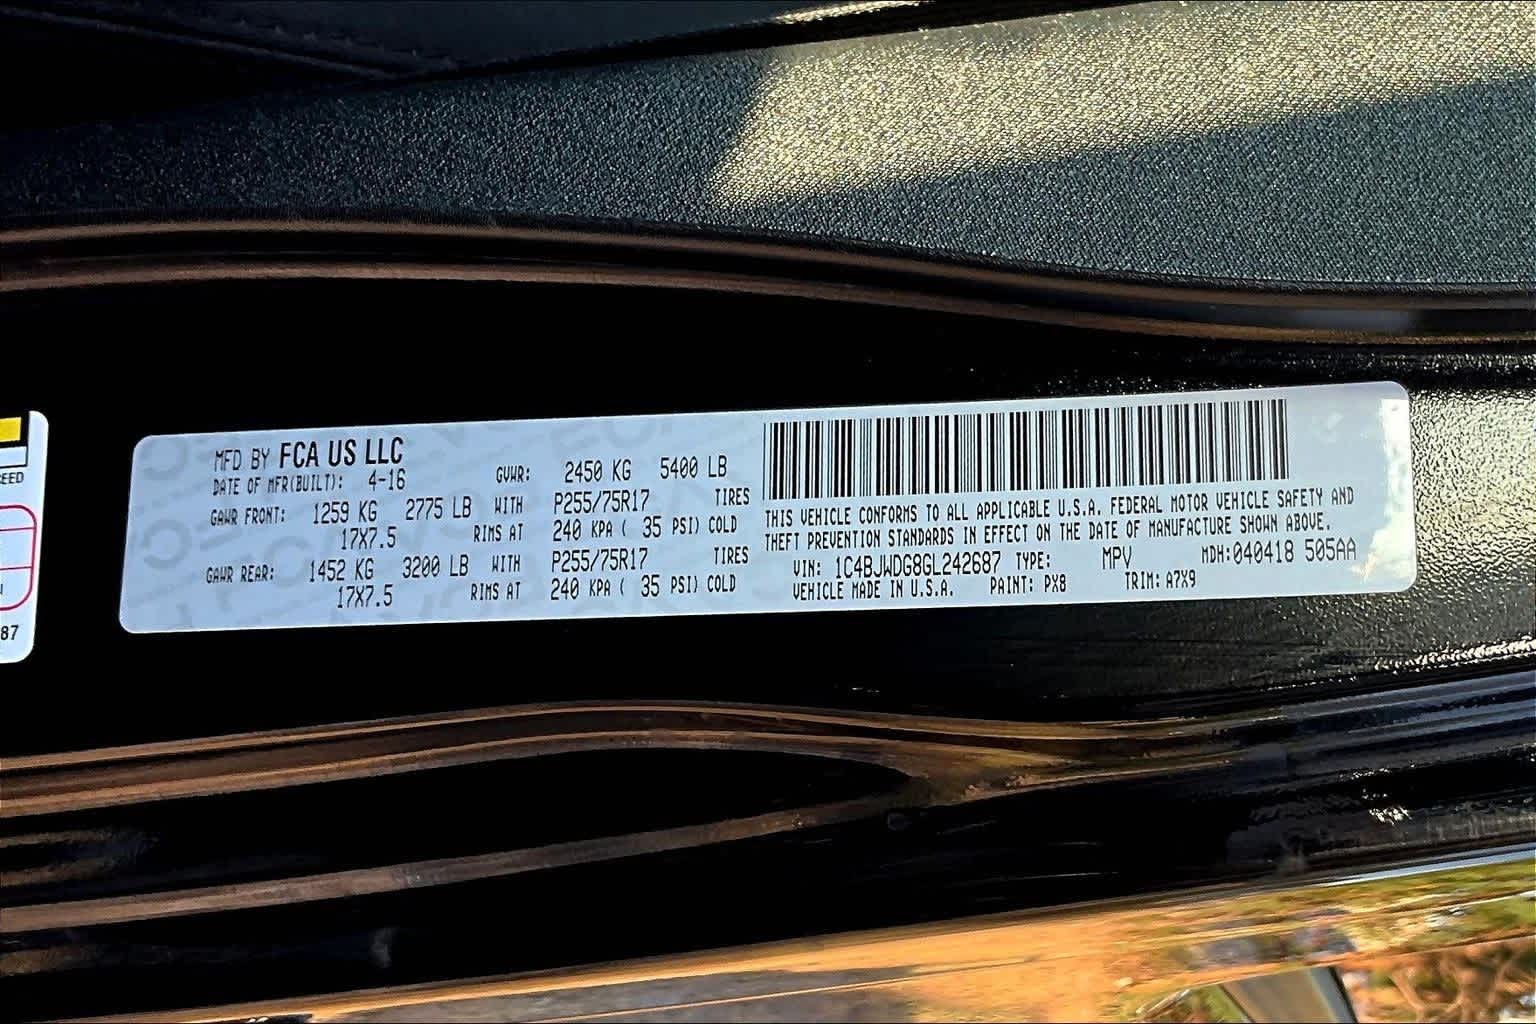 EED
87
MFD BY FCA US LLC
DATE OF MFR(BUILT): 4-16 GVWR: 2450 KG 5400 LB
GAWR FRONT: 1259 KG 2775 LB WITH P255/75R17 TIRES
17X7.5 RIMS AT 240 KPA ( 35 PSI) COLD
GAWR REAR: 1452 KG 3200 LB WITH P255/75R17 TIRES
17X7.5 RIMS AT 240 KPA ( 35 PSI) COLD
THIS VEHICLE CONFORMS TO ALL APPLICABLE U.S.A. FEDERAL MOTOR VEHICLE SAFETY AND
THEFT PREVENTION STANDARDS IN EFFECT ON THE DATE OF MANUFACTURE SHOWN ABOVE.
VIN: 1C4BJWDG8GL242687 TYPE: MPV MDH:040418 505AA
VEHICLE MADE IN U.S.A. PAINT: PX8 TRIM: A7X9